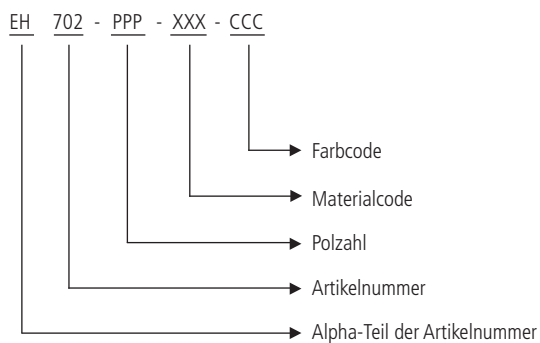 EH 702 - PPP - XXX - CCC
Farbcode
Materialcode
Polzahl
Artikelnummer
Alpha-Teil der Artikelnummer